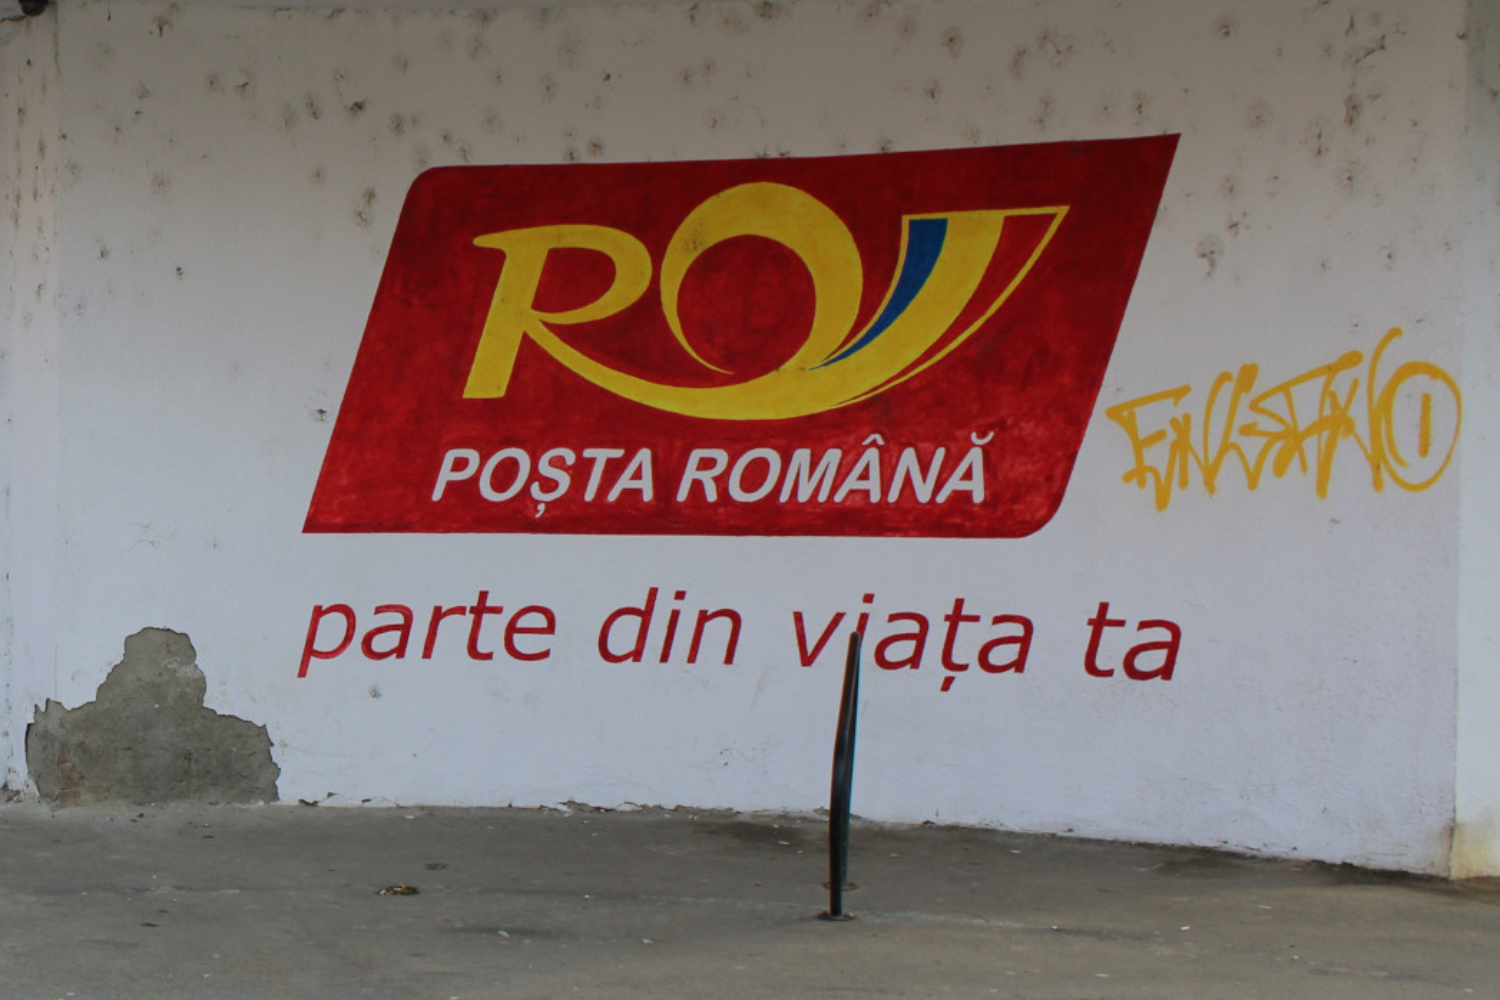 RO
POȘTA ROMÂNĂ
parte din viața ta